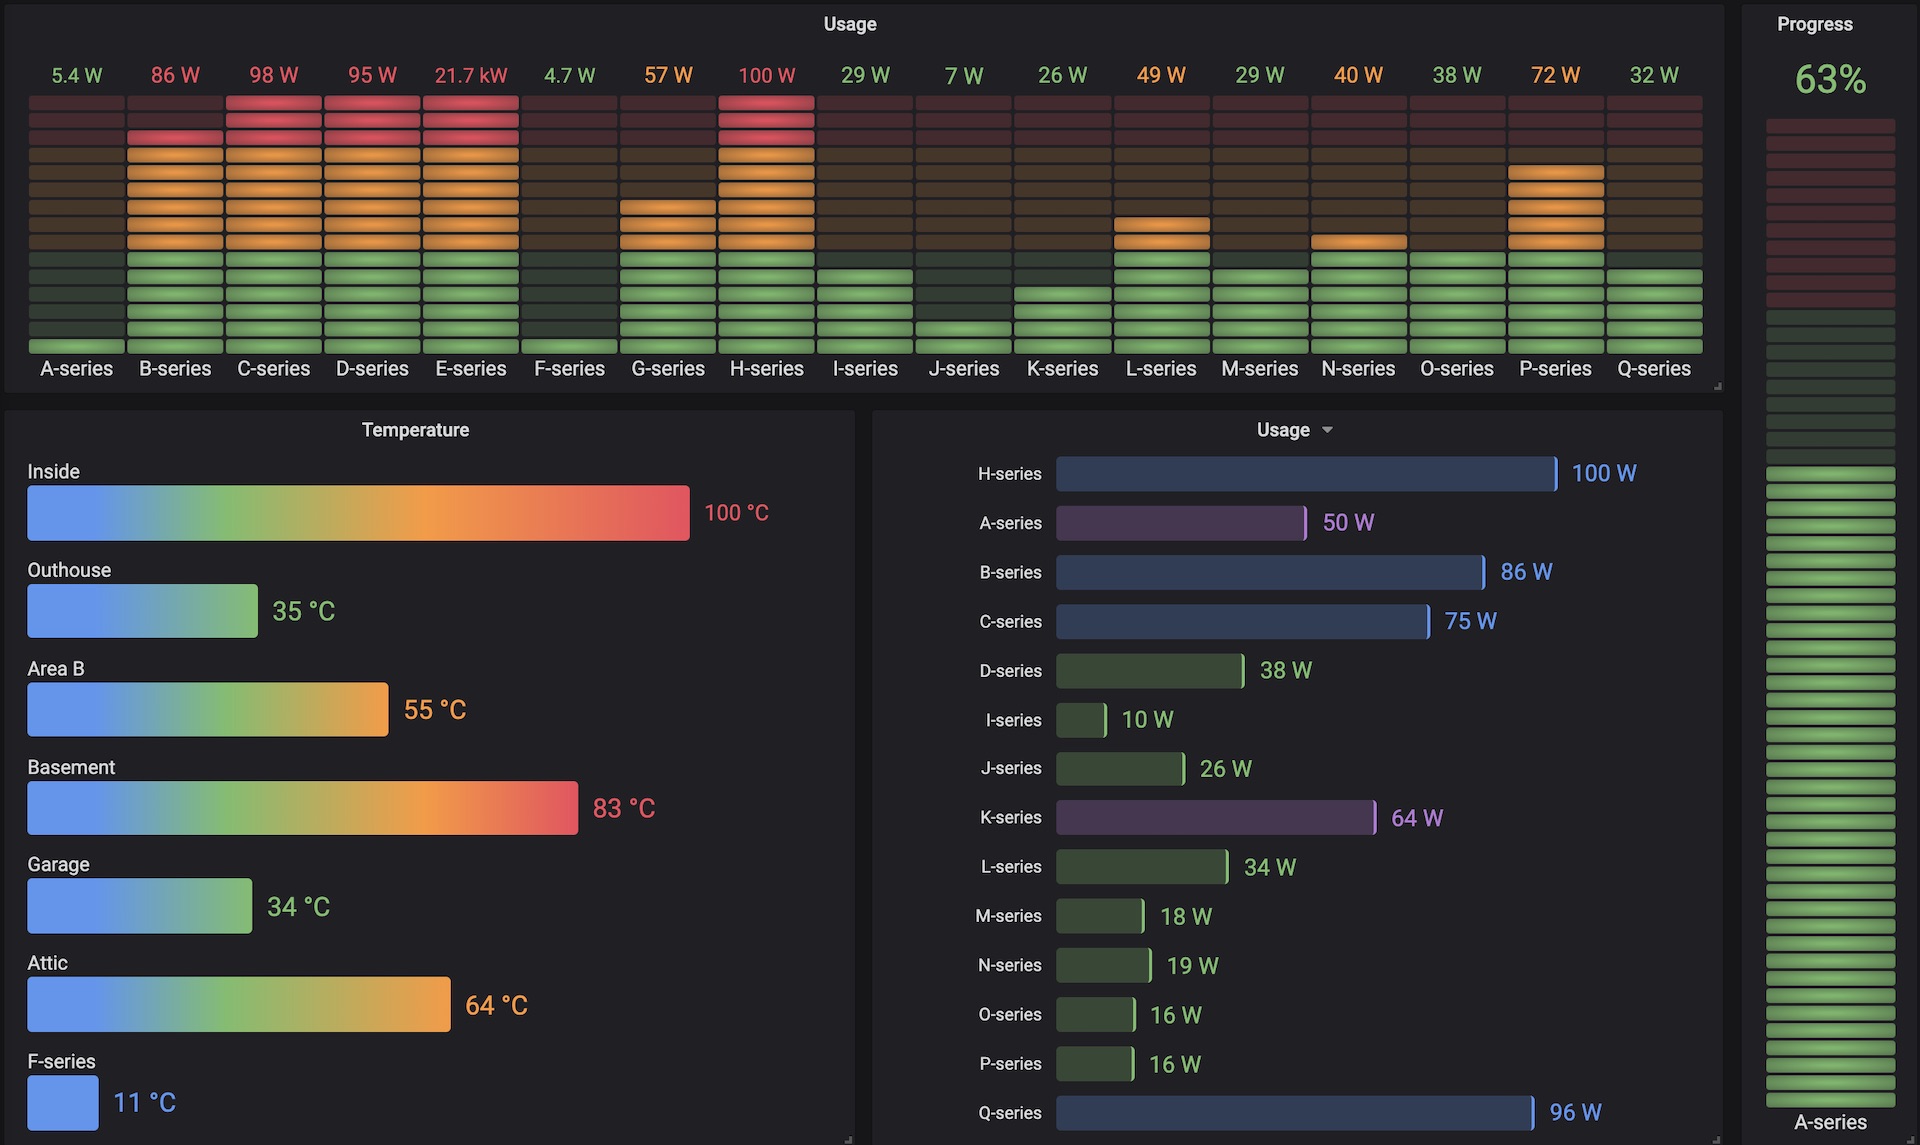 Usage
5.4 W 86 W 98 W 95 W 21.7 kW 4.7 W 57 W 100 W 29 W 7 W 26 W 49 W 29 W 40 W 38 W 72 W 32 W
A-series B-series C-series D-series E-series F-series G-series H-series I-series J-series K-series L-series M-series N-series O-series P-series Q-series
Progress
63%
A-series
Temperature
Inside
100 °C
Outhouse
35 °C
Area B
55 °C
Basement
83 °C
Garage
34 °C
Attic
64 °C
F-series
11 °C
Usage
H-series 100 W
A-series 50 W
B-series 86 W
C-series 75 W
D-series 38 W
I-series 10 W
J-series 26 W
K-series 64 W
L-series 34 W
M-series 18 W
N-series 19 W
O-series 16 W
P-series 16 W
Q-series 96 W